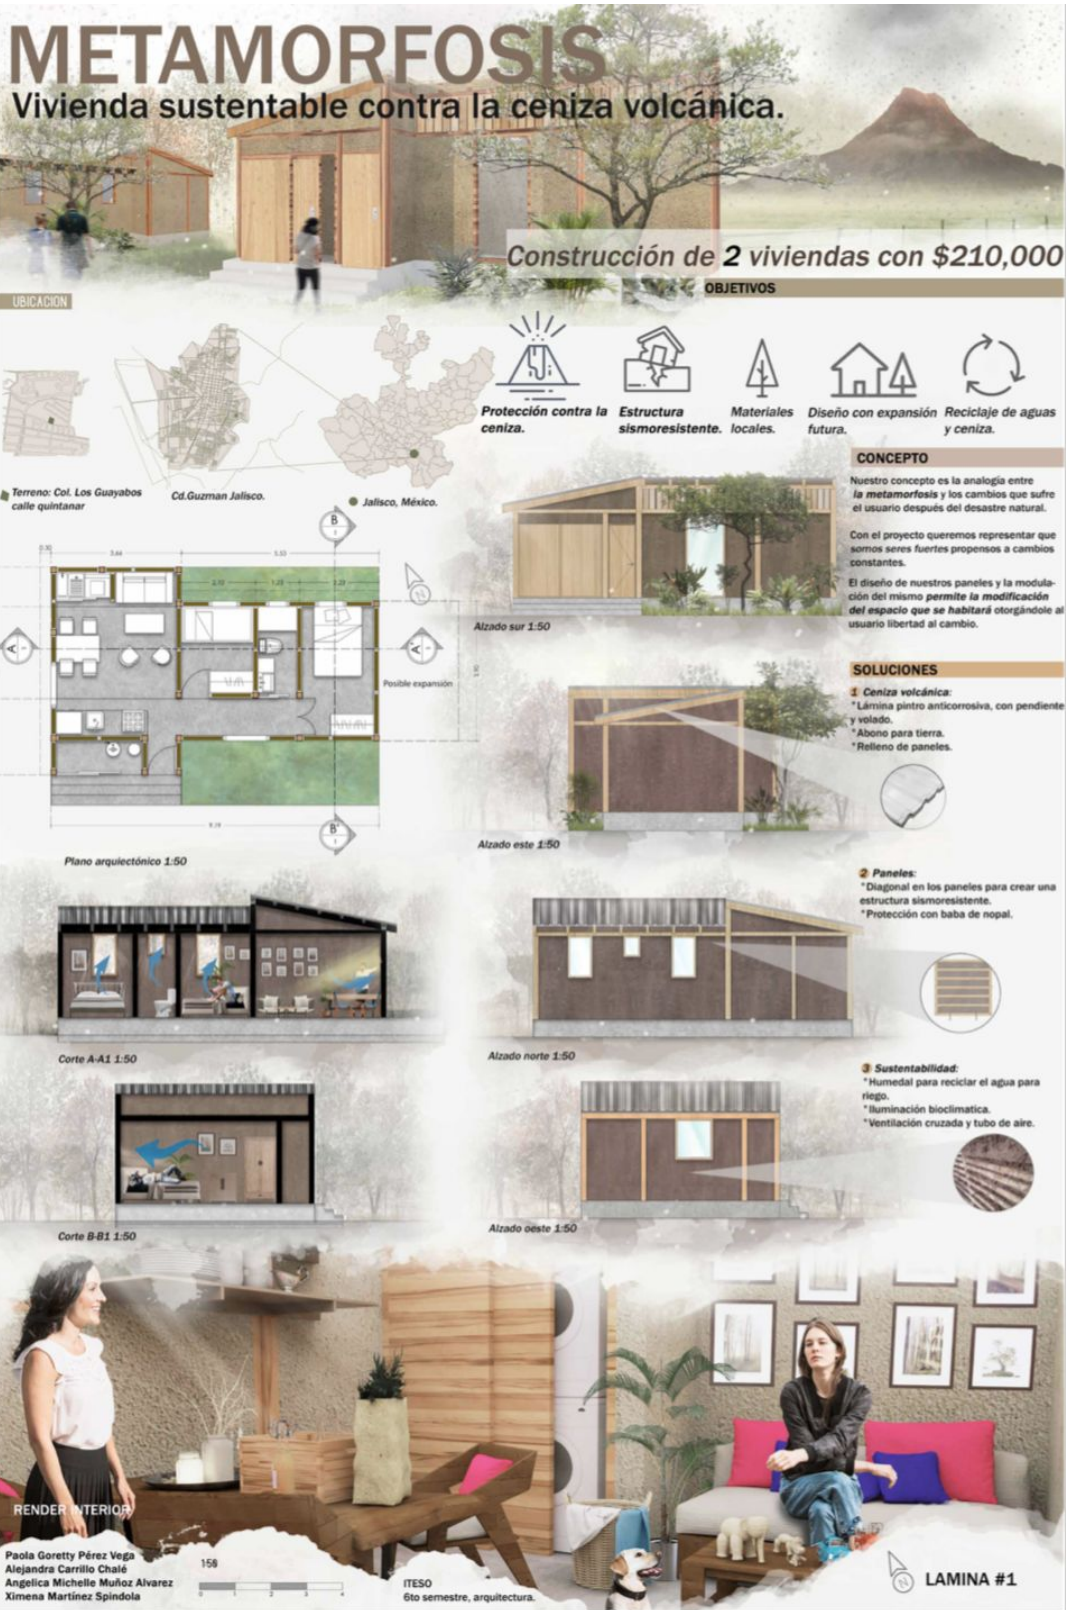 METAMORFOSIS
Vivienda sustentable contra la ceniza volcánica.
Construcción de 2 viviendas con $210,000
UBICACION
OBJETIVOS
Protección contra la
ceniza.
Estructura
sismoresistente.
Materiales
locales.
Diseño con expansión
futura.
Reciclaje de aguas
y ceniza.
Terreno: Col. Los Guayabos
calle quintanar
Cd.Guzman Jalisco.
Jalisco, México.
CONCEPTO
Nuestro concepto es la analogía entre
la metamorfosis y los cambios que sufre
el usuario después del desastre natural.
Con el proyecto queremos representar que
somos seres fuertes propensos a cambios
constantes.
El diseño de nuestros paneles y la modula-
ción del mismo permite la modificación
del espacio que se habitará otorgándole al
usuario libertad al cambio.
B
A
A'
N
Posible expansión
B'
Plano arquiectónico 1:50
Alzado sur 1:50
SOLUCIONES
1 Ceniza volcánica:
*Lámina pintro anticorrosiva, con pendiente
y volado.
*Abono para tierra.
*Relleno de paneles.
Alzado este 1:50
2 Paneles:
*Diagonal en los paneles para crear una
estructura sismoresistente.
*Protección con baba de nopal.
Corte A-A1 1:50
Alzado norte 1:50
3 Sustentabilidad:
*Humedal para reciclar el agua para
riego.
*Iluminación bioclimatica.
*Ventilación cruzada y tubo de aire.
Corte B-B1 1:50
Alzado oeste 1:50
RENDER INTERIOR
Paola Goretty Pérez Vega
Alejandra Carrillo Chalé
Angelica Michelle Muñoz Alvarez
Ximena Martínez Spindola
158
0 1 2 3 4
ITESO
6to semestre, arquitectura.
N
LAMINA #1